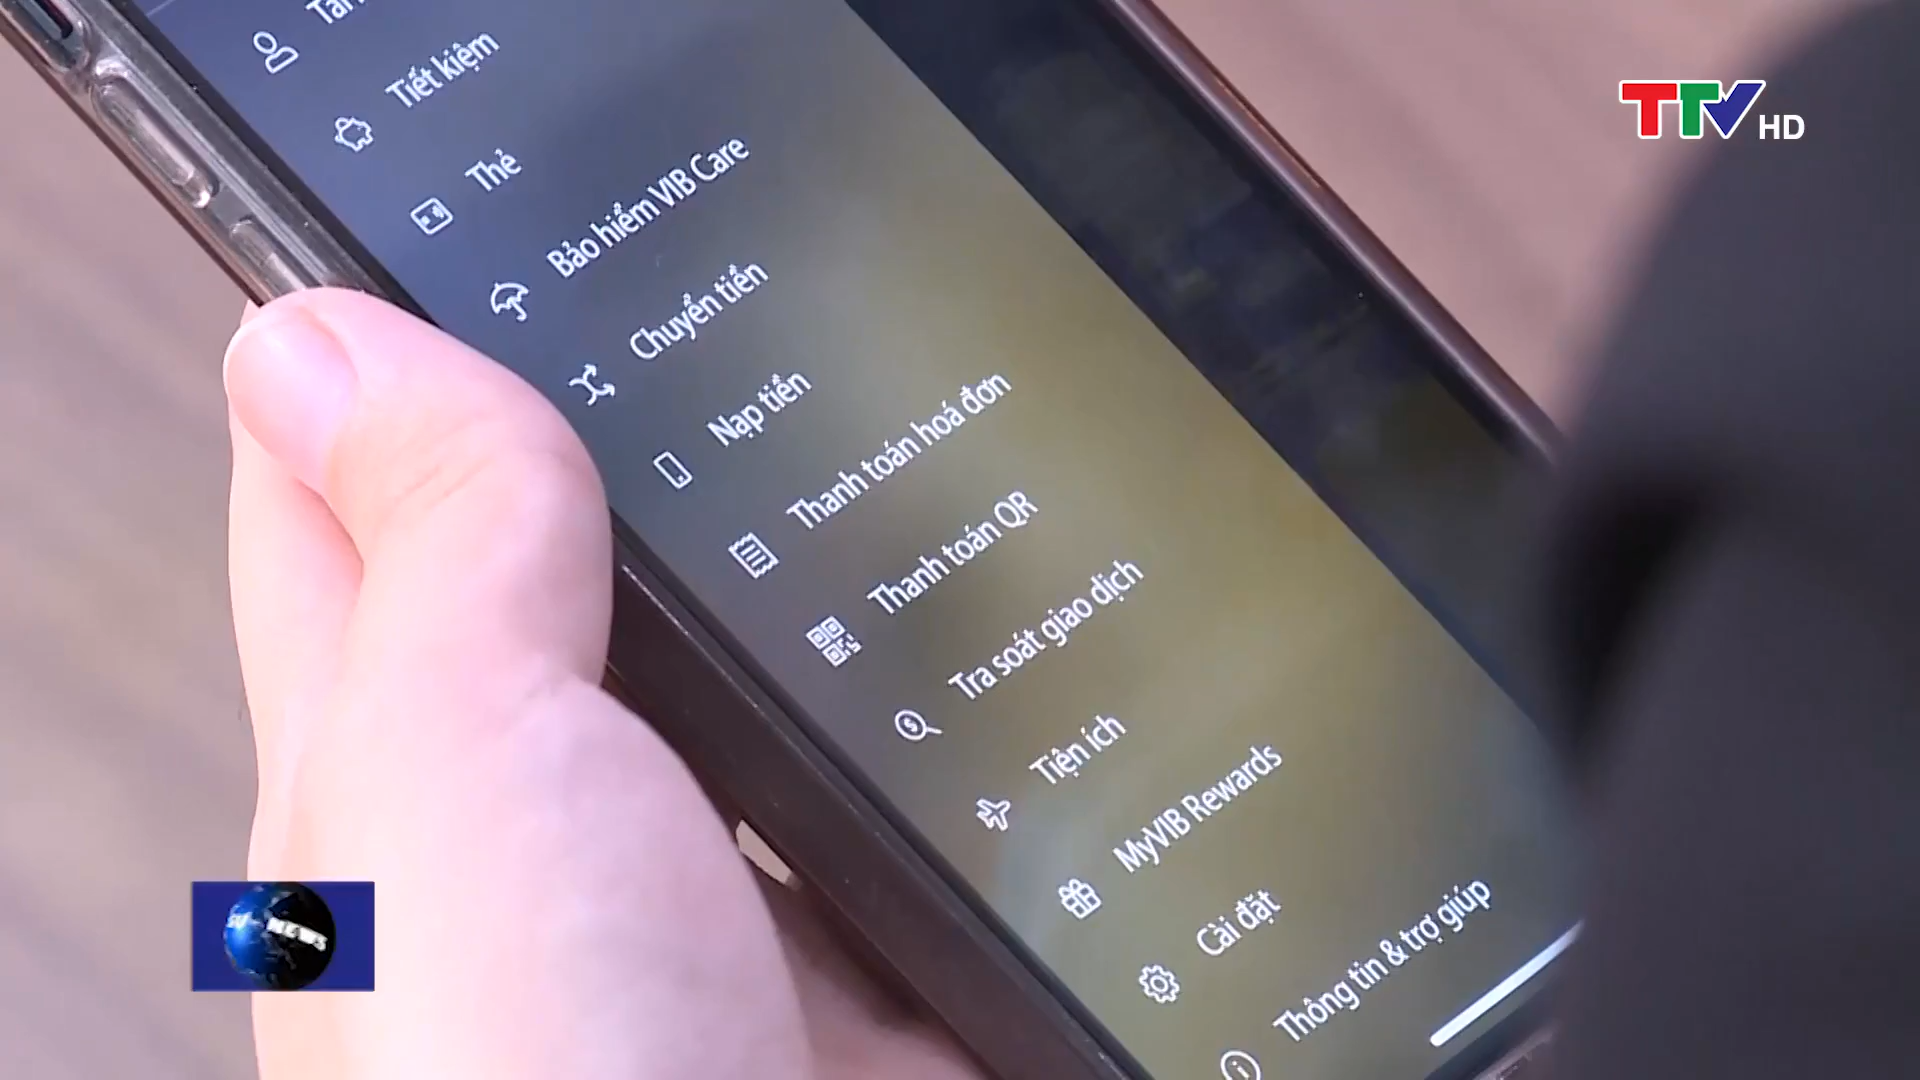 Tiết kiệm
Thẻ
Bảo hiểm VIB Care
Chuyển tiền
Nạp tiền
Thanh toán hoá đơn
Thanh toán QR
Tra soát giao dịch
Tiện ích
MyVIB Rewards
Cài đặt
Thông tin & trợ giúp
TTV HD
NEWS